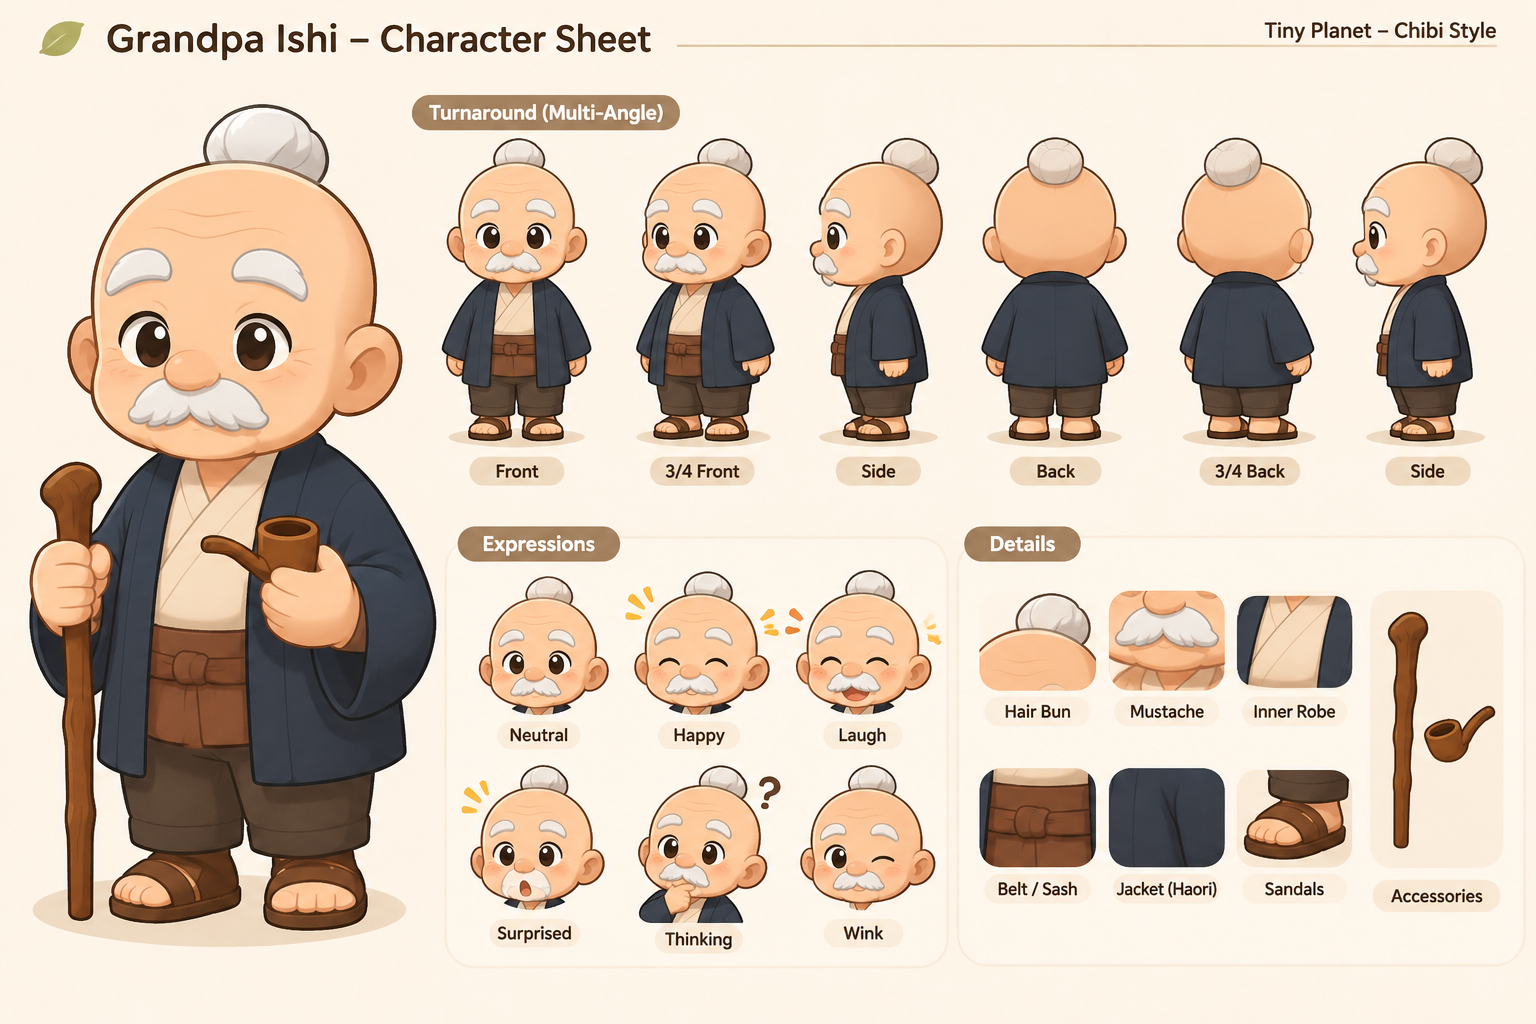 Grandpa Ishi – Character Sheet
Tiny Planet – Chibi Style
Turnaround (Multi-Angle)
Front
3/4 Front
Side
Back
3/4 Back
Side
Expressions
Neutral
Happy
Laugh
Surprised
?
Thinking
Wink
Details
Hair Bun
Mustache
Inner Robe
Belt / Sash
Jacket (Haori)
Sandals
Accessories